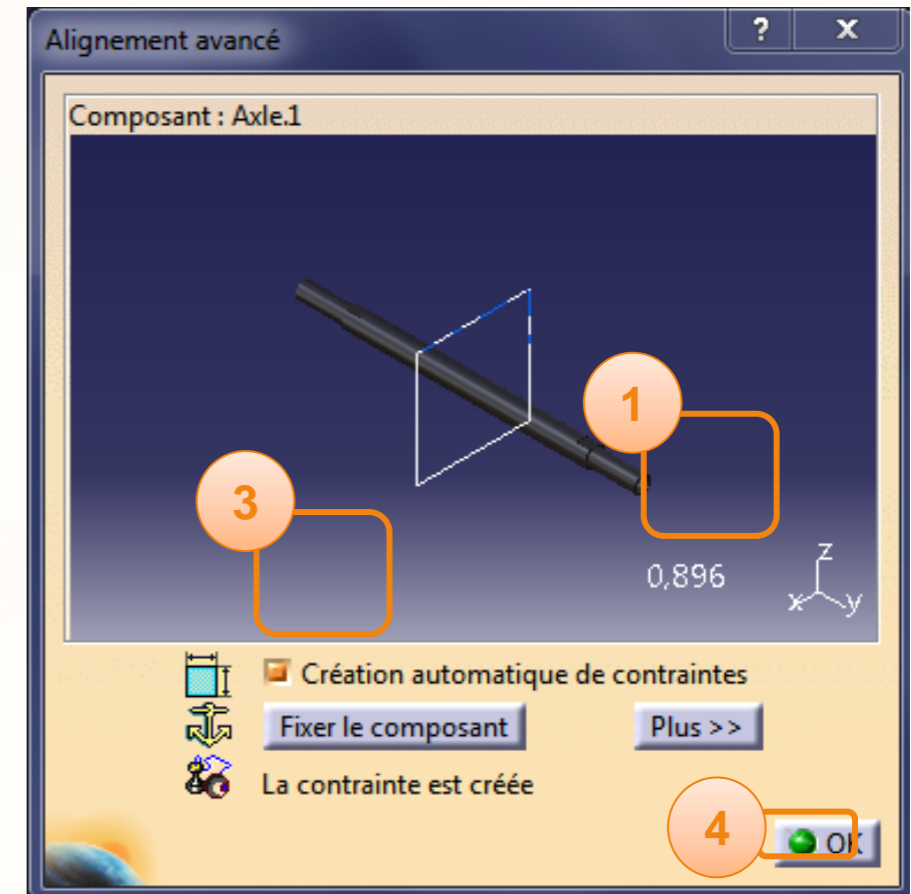 Alignement avancé
? x
Composant : Axle.1
1
3
0,896
z
x y
Création automatique de contraintes
Fixer le composant Plus >>
La contrainte est créée
4
OK